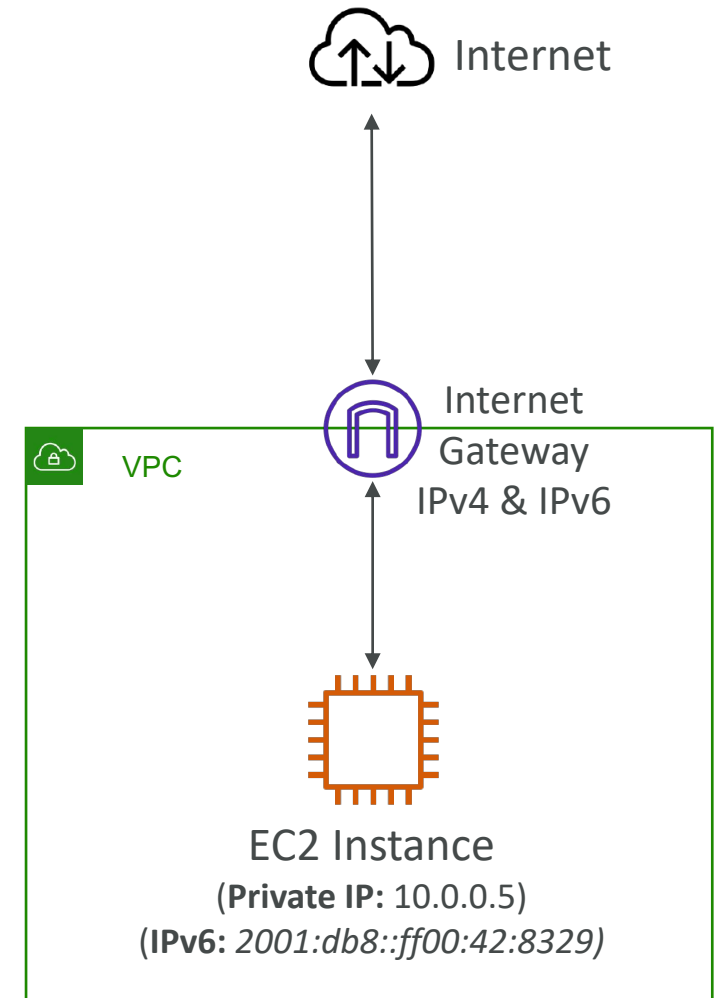 Internet
Internet
Gateway
IPv4 & IPv6
VPC
EC2 Instance
(Private IP: 10.0.0.5)
(IPv6: 2001:db8::ff00:42:8329)